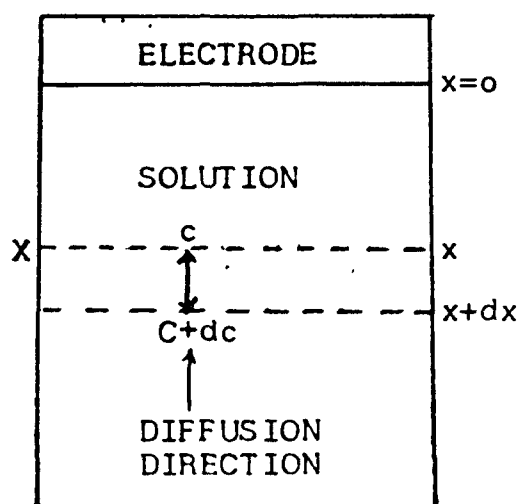 ELECTRODE
x=o
SOLUTION
c
X
x
x+dx
C+dc
DIFFUSION
DIRECTION